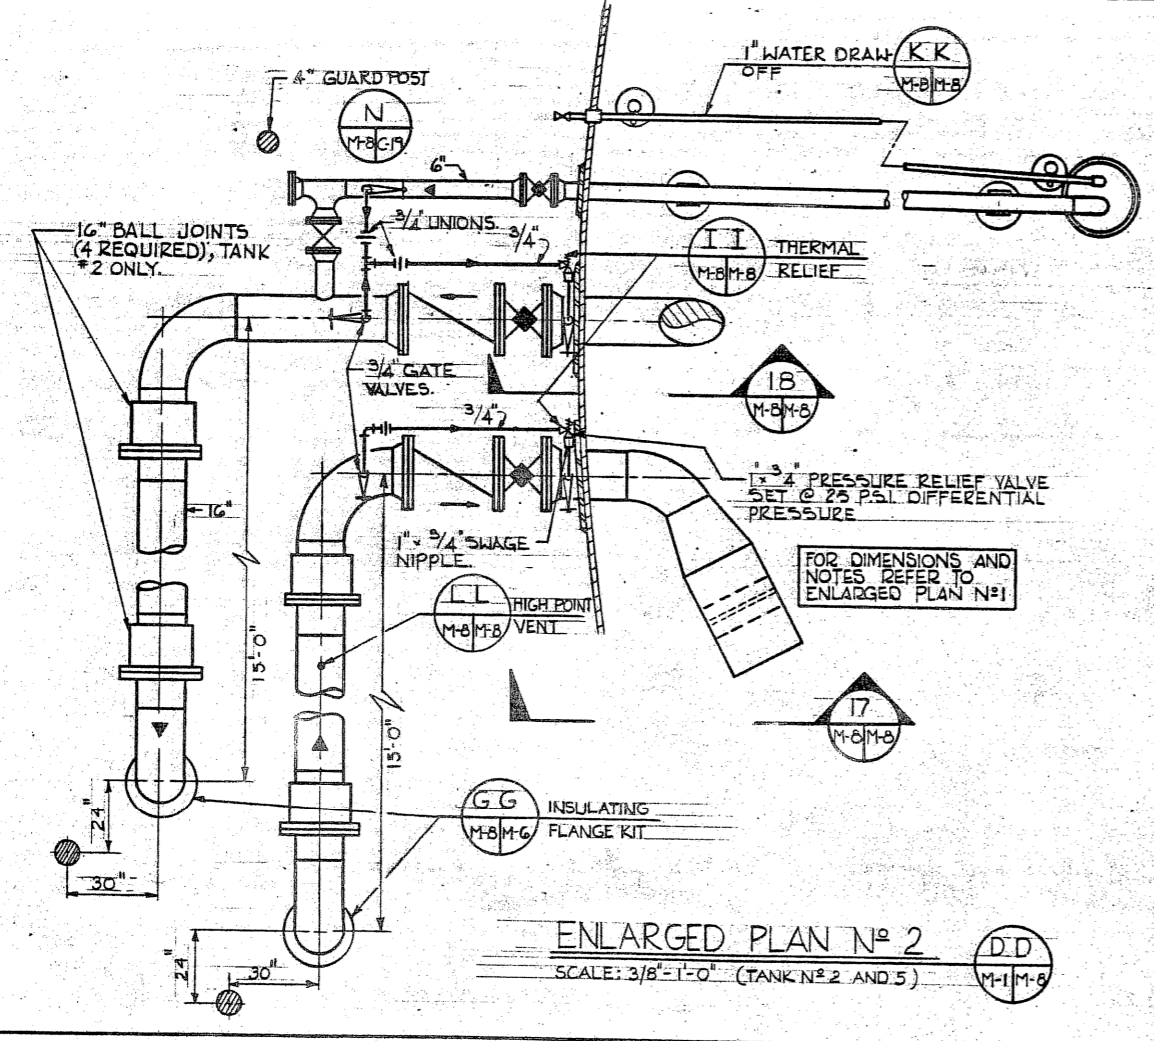 1" WATER DRAW-
OFF
KK
M-8 M-8
4" GUARD POST
N
M-8 C-19
6"
16" BALL JOINTS
(4 REQUIRED), TANK
#2 ONLY.
3/4" UNIONS.
3/4"
II
M-8 M-8
THERMAL
RELIEF
3/4" GATE
VALVES.
3/4"
18
M-8 M-8
1" x 3/4" PRESSURE RELIEF VALVE
SET @ 25 P.S.I. DIFFERENTIAL
PRESSURE
16"
1" x 3/4" SWAGE
NIPPLE.
FOR DIMENSIONS AND
NOTES REFER TO
ENLARGED PLAN Nº1
M-8 M-8
HIGH POINT
VENT
15'-0"
17
M-8 M-8
15'-0"
GG
M-8 M-6
INSULATING
FLANGE KIT
24"
30"
24"
30"
ENLARGED PLAN Nº 2
SCALE: 3/8"-1'-0" (TANK Nº 2 AND 5)
DD
M-1 M-8